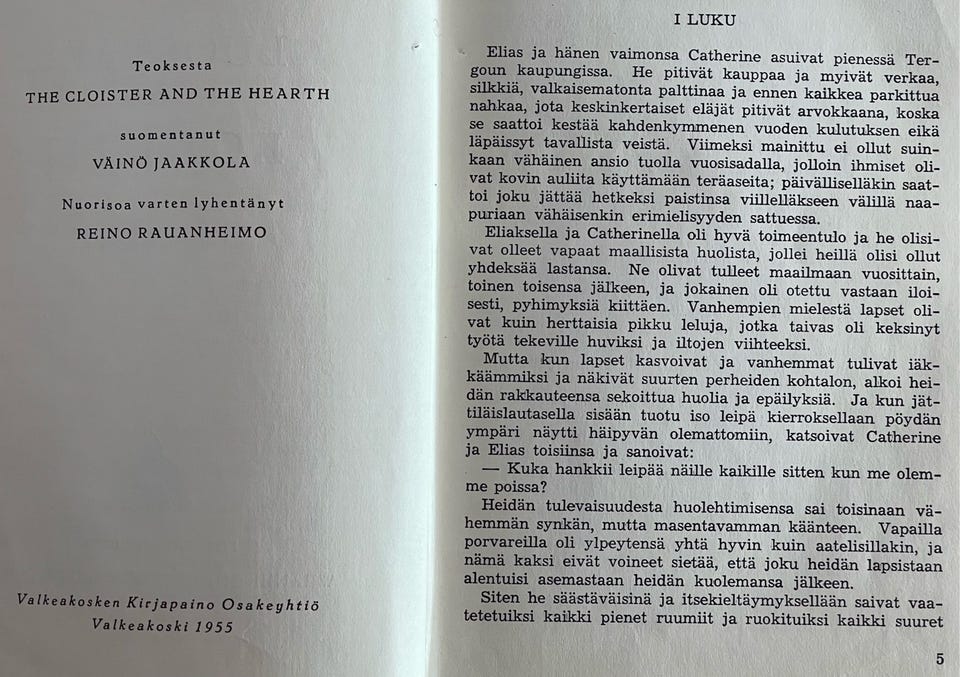 Teoksesta
THE CLOISTER AND THE HEARTH
suomentanut
VÄINÖ JAAKKOLA
Nuorisoa varten lyhentänyt
REINO RAUANHEIMO
Valkeakosken Kirjapaino Osakeyhtiö
Valkeakoski 1955
I LUKU
Elias ja hänen vaimonsa Catherine asuivat pienessä Ter-
goun kaupungissa. He pitivät kauppaa ja myivät verkaa,
silkkiä, valkaisematonta palttinaa ja ennen kaikkea parkittua
nahkaa, jota keskinkertaiset eläjät pitivät arvokkaana, koska
se saattoi kestää kahdenkymmenen vuoden kulutuksen eikä
läpäissyt tavallista veistä. Viimeksi mainittu ei ollut suin-
kaan vähäinen ansio tuolla vuosisadalla, jolloin ihmiset oli-
vat kovin auliita käyttämään teräaseita; päivälliselläkin saat-
toi joku jättää hetkeksi paistinsa viillelläkseen välillä naa-
puriaan vähäisenkin erimielisyyden sattuessa.
Eliaksella ja Catherinella oli hyvä toimeentulo ja he olisi-
vat olleet vapaat maallisista huolista, jollei heillä olisi ollut
yhdeksää lastansa. Ne olivat tulleet maailmaan vuosittain,
toinen toisensa jälkeen, ja jokainen oli otettu vastaan iloi-
sesti, pyhimyksiä kiittäen. Vanhempien mielestä lapset oli-
vat kuin herttaisia pikku leluja, jotka taivas oli keksinyt
työtä tekeville huviksi ja iltojen viihteeksi.
Mutta kun lapset kasvoivat ja vanhemmat tulivat iäk-
käämmiksi ja näkivät suurten perheiden kohtalon, alkoi hei-
dän rakkauteensa sekoittua huolia ja epäilyksiä. Ja kun jät-
tiläislautasella sisään tuotu iso leipä kierroksellaan pöydän
ympäri näytti häipyvän olemattomiin, katsoivat Catherine
ja Elias toisiinsa ja sanoivat:
— Kuka hankkii leipää näille kaikille sitten kun me olem-
me poissa?
Heidän tulevaisuudesta huolehtimisensa sai toisinaan vä-
hemmän synkän, mutta masentavamman käänteen. Vapailla
porvareilla oli ylpeytensä yhtä hyvin kuin aatelisillakin, ja
nämä kaksi eivät voineet sietää, että joku heidän lapsistaan
alentuisi asemastaan heidän kuolemansa jälkeen.
Siten he säästäväisinä ja itsekieltäymyksellään saivat vaa-
tetetuiksi kaikki pienet ruumiit ja ruokituiksi kaikki suuret
5